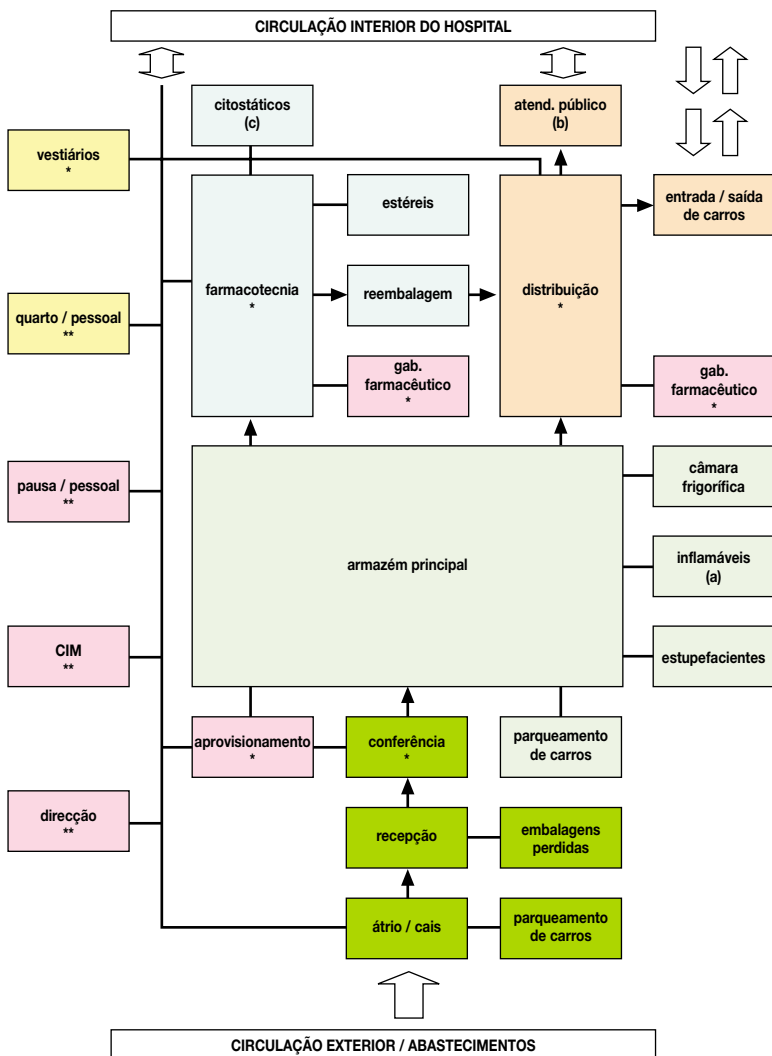 CIRCULAÇÃO INTERIOR DO HOSPITAL
citostáticos
(c)
atend. público
(b)
vestiários
*
estéreis
entrada / saída
de carros
farmacotecnia
*
reembalagem
distribuição
*
quarto / pessoal
**
gab.
farmacêutico
*
gab.
farmacêutico
*
pausa / pessoal
**
câmara
frigorífica
armazém principal
inflamáveis
(a)
CIM
**
estupefacientes
aprovisionamento
*
conferência
*
parqueamento
de carros
direcção
**
recepção
embalagens
perdidas
átrio / cais
parqueamento
de carros
CIRCULAÇÃO EXTERIOR / ABASTECIMENTOS